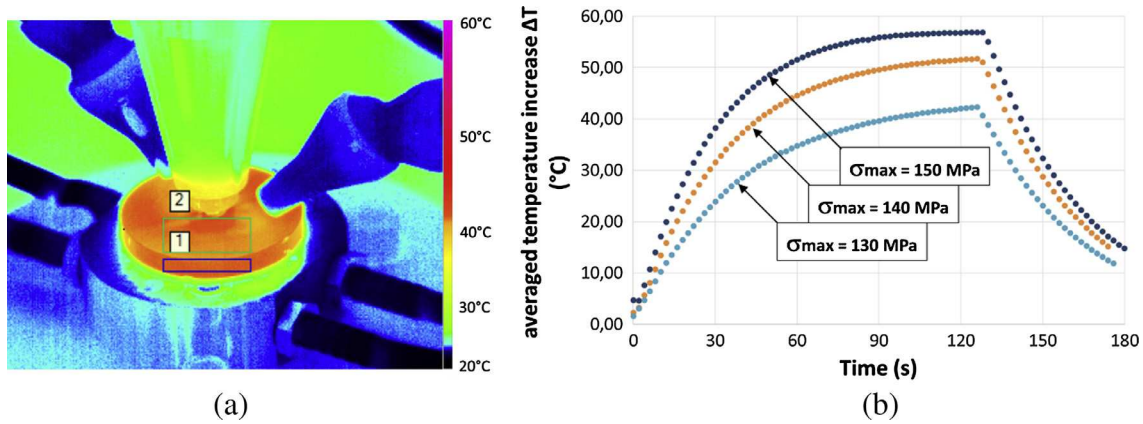 60°C
50°C
40°C
30°C
20°C
2
1
(a)
averaged temperature increase ΔT
(°C)
60,00
50,00
40,00
30,00
20,00
10,00
0,00
σmax = 150 MPa
σmax = 140 MPa
σmax = 130 MPa
0 30 60 90 120 150 180
Time (s)
(b)